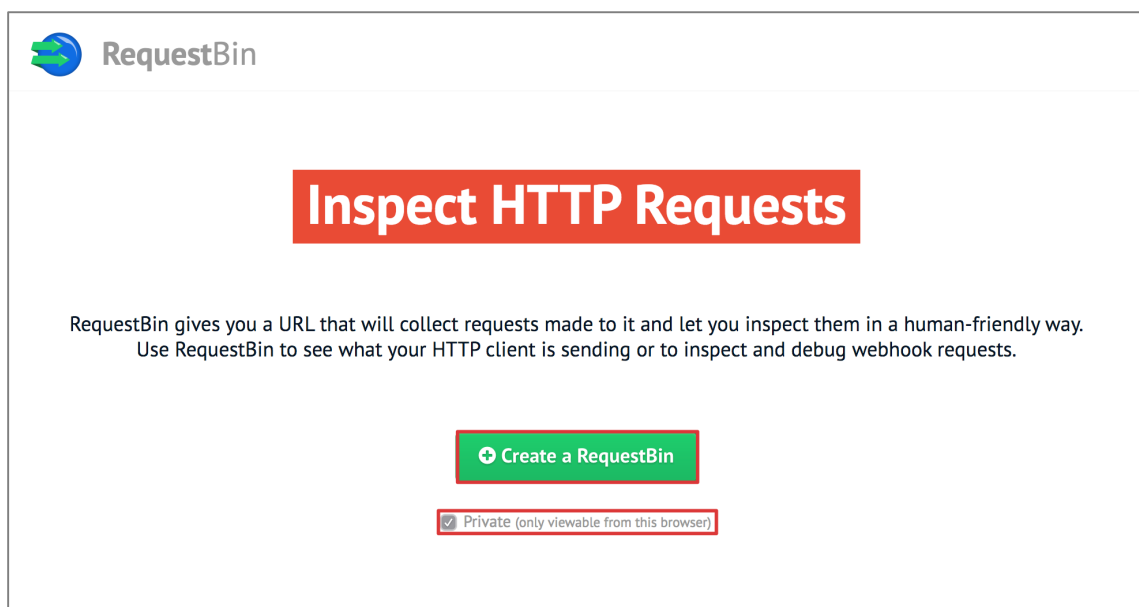 RequestBin
Inspect HTTP Requests
RequestBin gives you a URL that will collect requests made to it and let you inspect them in a human-friendly way.
Use RequestBin to see what your HTTP client is sending or to inspect and debug webhook requests.
Create a RequestBin
Private (only viewable from this browser)